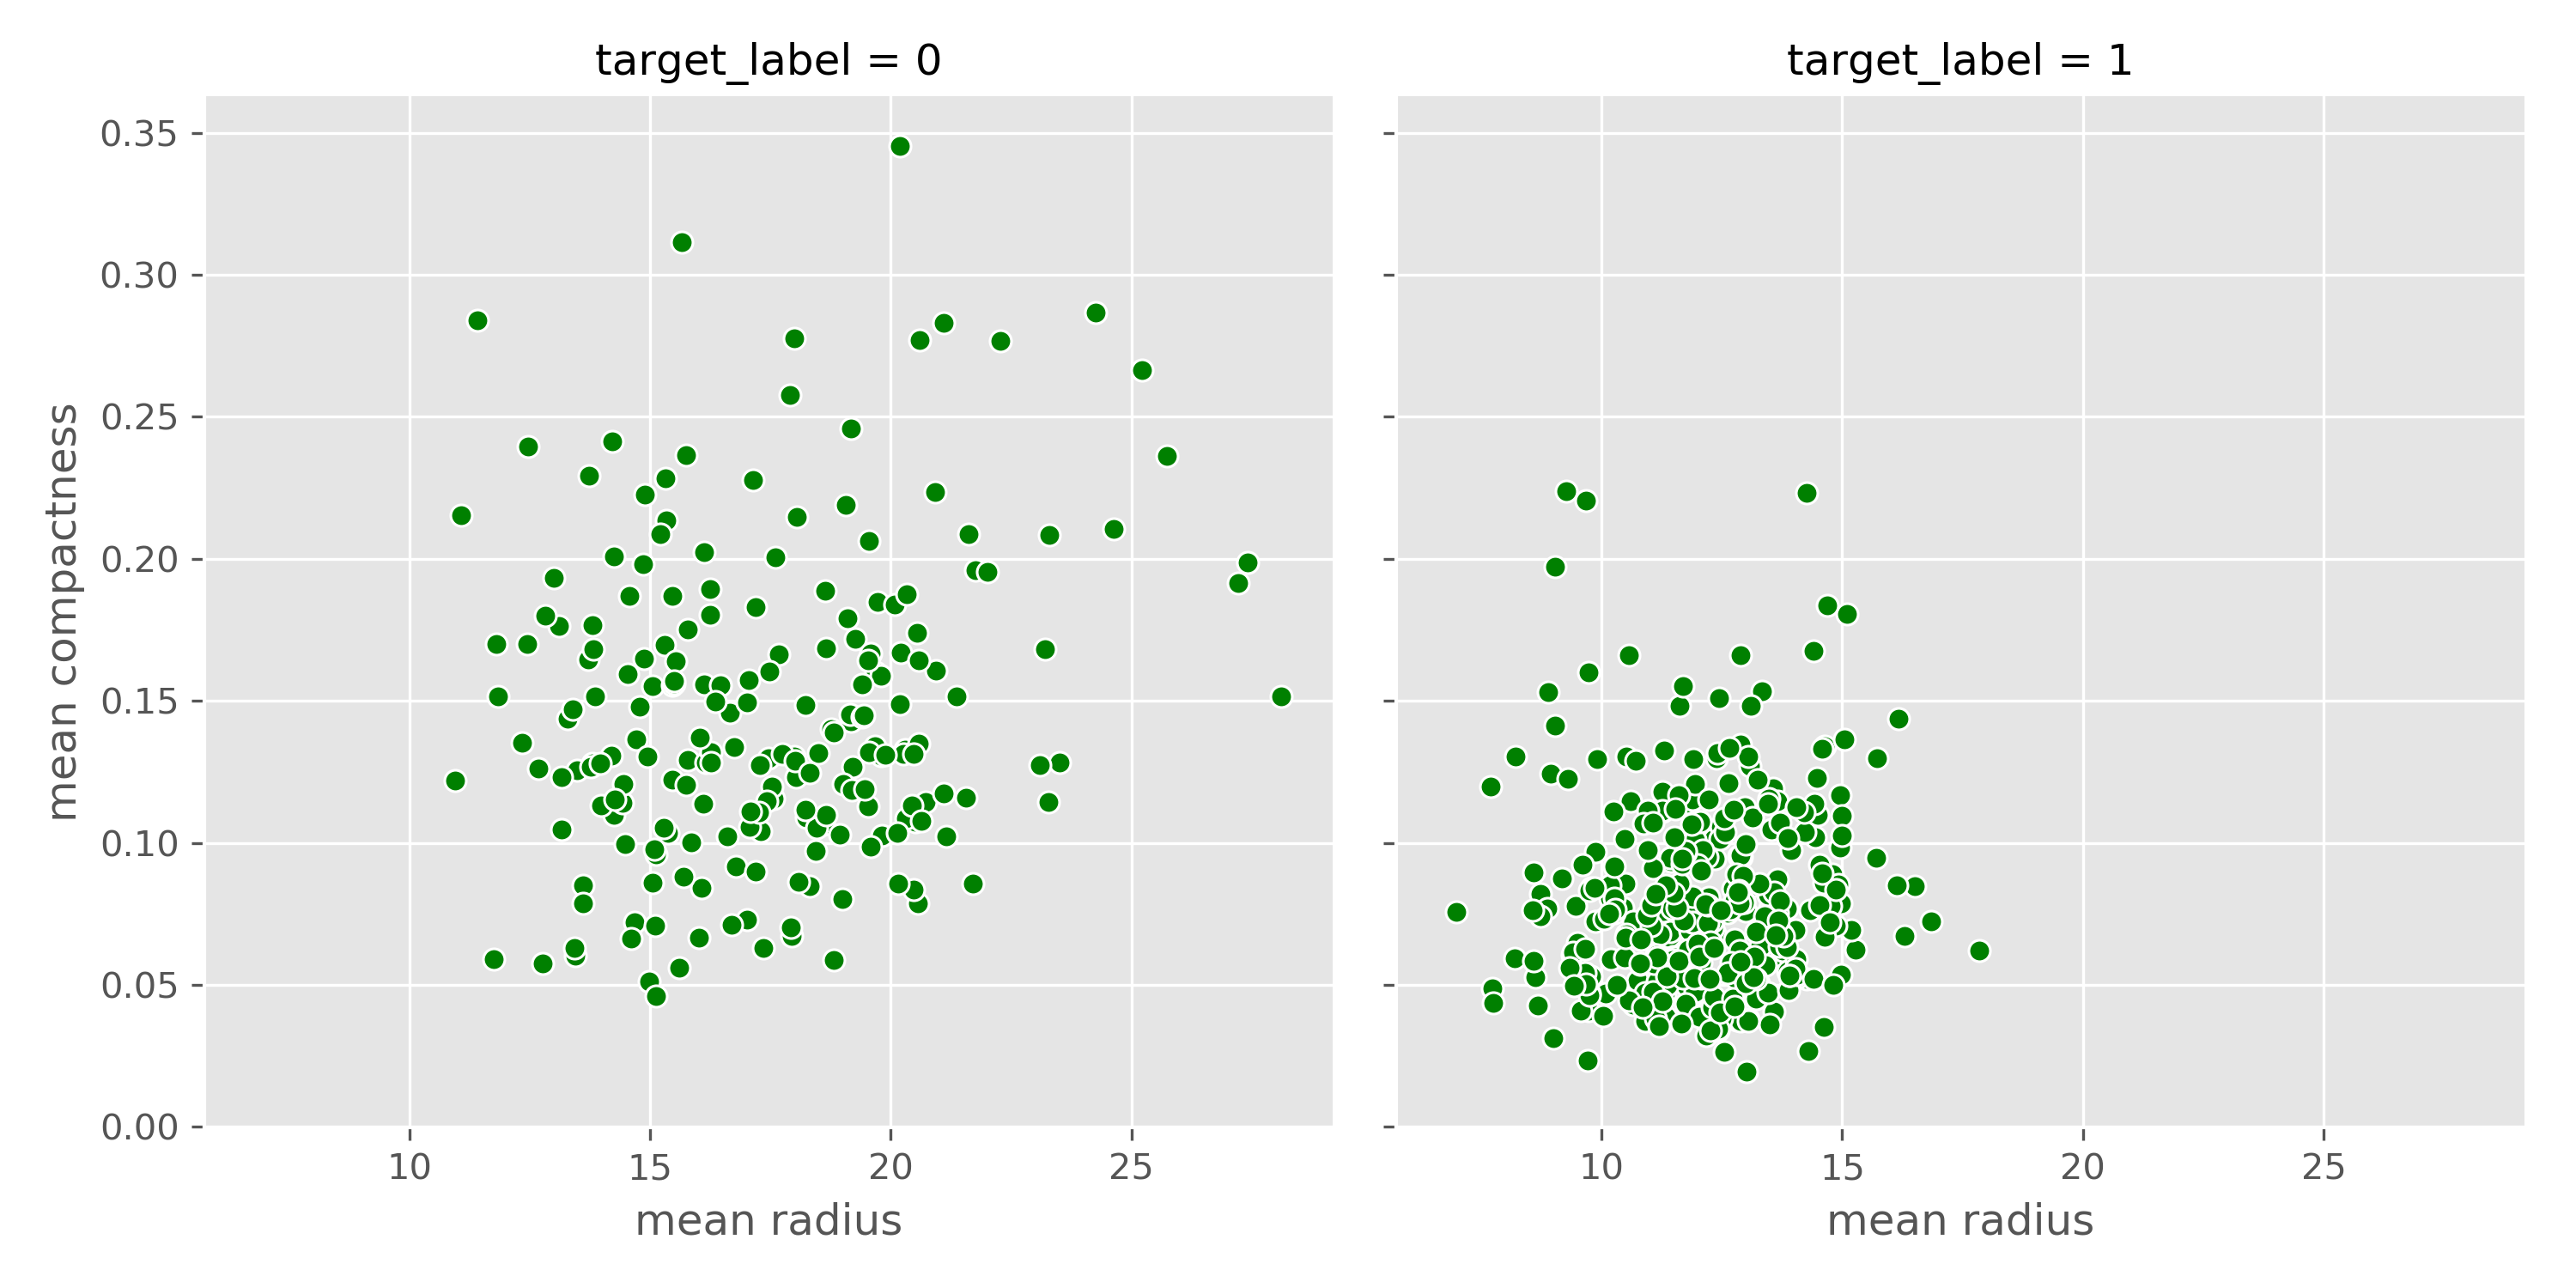 target_label = 0
target_label = 1
mean compactness
0.35
0.30
0.25
0.20
0.15
0.10
0.05
0.00
10 15 20 25
10 15 20 25
mean radius
mean radius